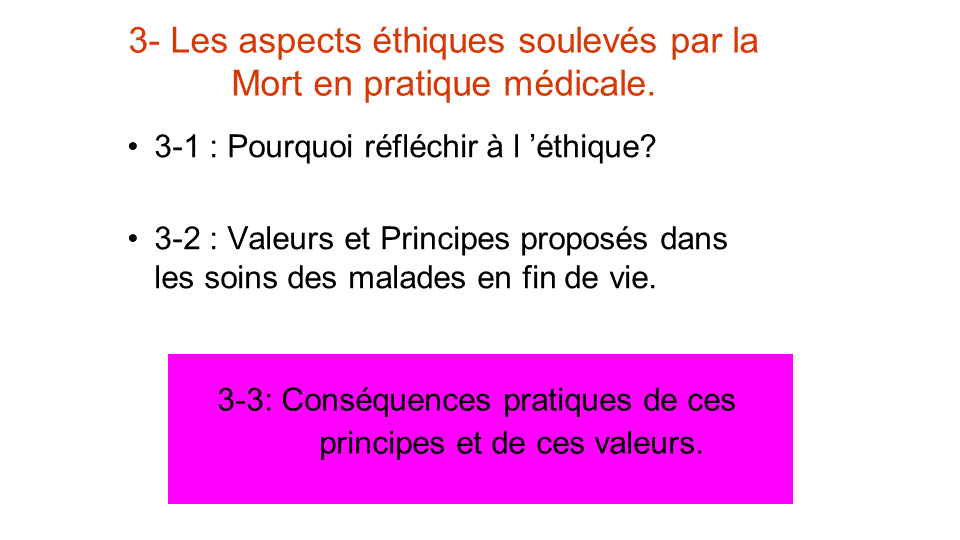 3- Les aspects éthiques soulevés par la
Mort en pratique médicale.
• 3-1 : Pourquoi réfléchir à l ’éthique?
• 3-2 : Valeurs et Principes proposés dans
les soins des malades en fin de vie.
3-3: Conséquences pratiques de ces
principes et de ces valeurs.